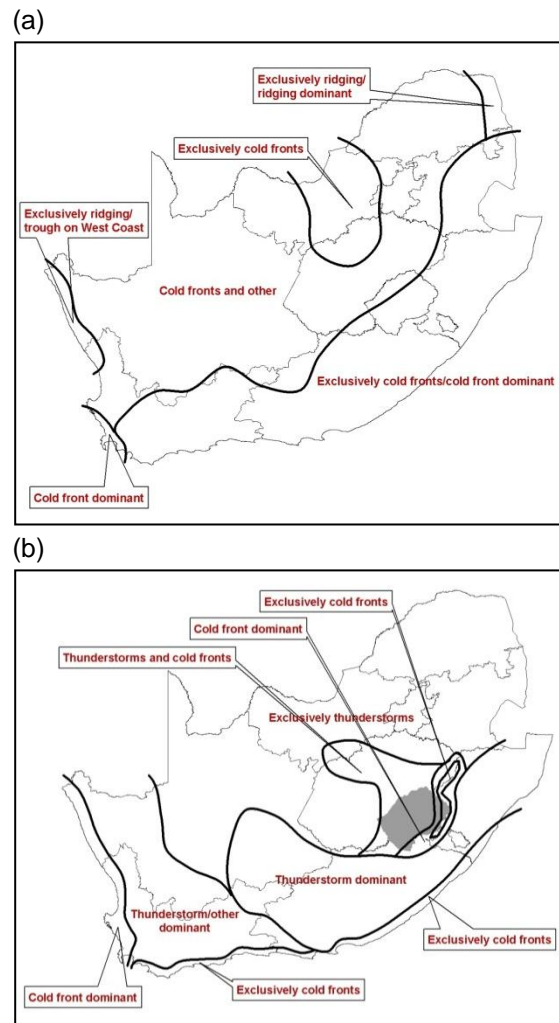 (a)
Exclusively ridging/
ridging dominant
Exclusively cold fronts
Exclusively ridging/
trough on West Coast
Cold fronts and other
Exclusively cold fronts/cold front dominant
Cold front dominant
(b)
Exclusively cold fronts
Cold front dominant
Thunderstorms and cold fronts
Exclusively thunderstorms
Thunderstorm dominant
Thunderstorm/other
dominant
Exclusively cold fronts
Cold front dominant
Exclusively cold fronts